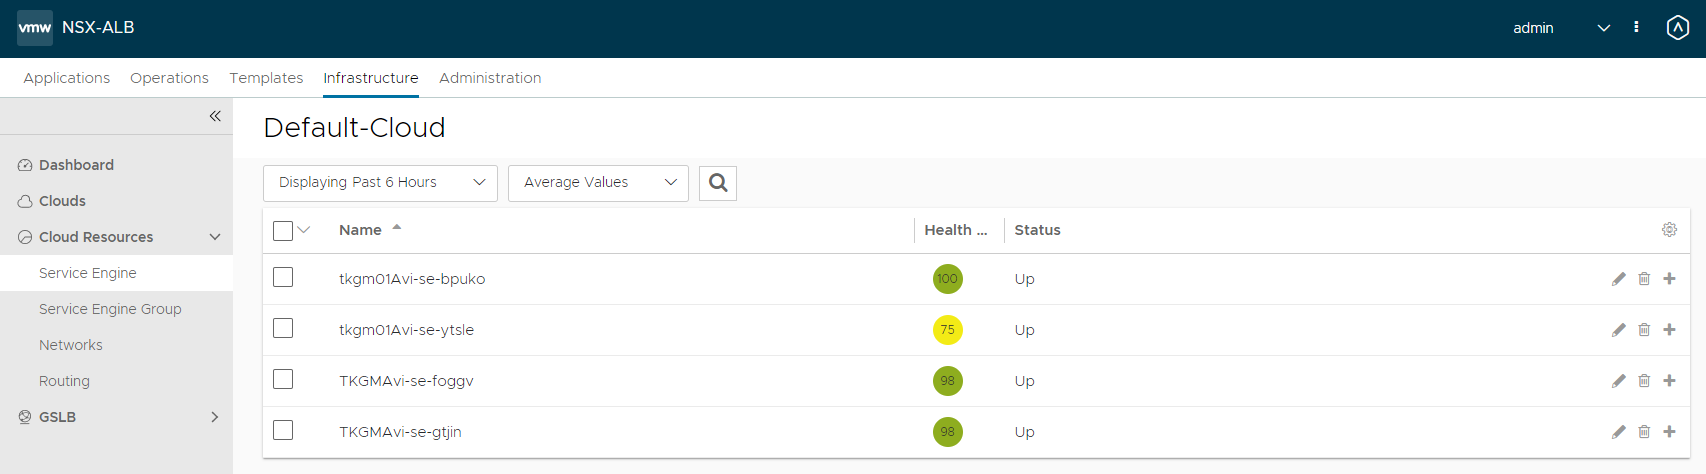 vmw NSX-ALB admin
Applications Operations Templates Infrastructure Administration
Default-Cloud
Dashboard
Clouds
Cloud Resources
Service Engine
Service Engine Group
Networks
Routing
GSLB
Displaying Past 6 Hours Average Values
Name Health ... Status
tkgm01Avi-se-bpuko 100 Up
tkgm01Avi-se-ytsle 75 Up
TKGMAvi-se-foggv 98 Up
TKGMAvi-se-gtjin 98 Up